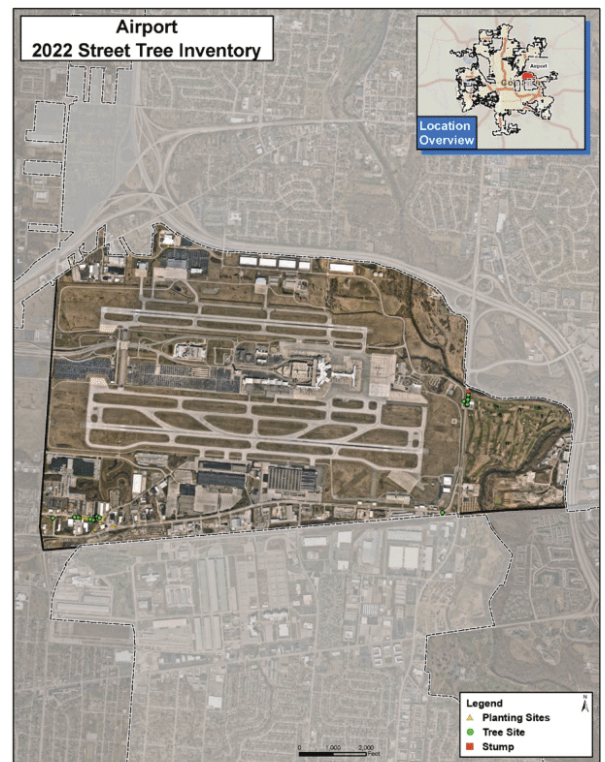 Airport
2022 Street Tree Inventory
Airport
Location
Overview
Legend
N
Planting Sites
Tree Site
Stump
0 1,000 2,000
Feet